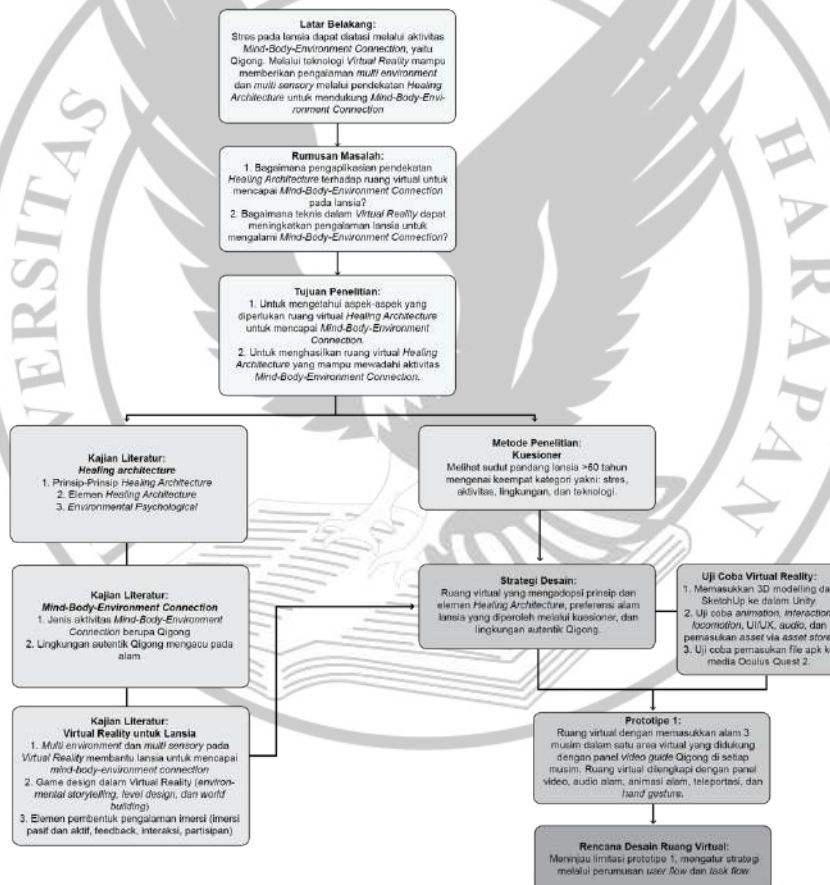 Latar Belakang:
Stres pada lansia dapat diatasi melalui aktivitas
Mind-Body-Environment Connection, yaitu
Qigong. Melalui teknologi Virtual Reality mampu
memberikan pengalaman multi environment
dan multi sensory melalui pendekatan Healing
Architecture untuk mendukung Mind-Body-Envi-
ronment Connection
Rumusan Masalah:
1. Bagaimana pengaplikasian pendekatan
Healing Architecture terhadap ruang virtual untuk
mencapai Mind-Body-Environment Connection
pada lansia?
2. Bagaimana teknis dalam Virtual Reality dapat
meningkatkan pengalaman lansia untuk
mengalami Mind-Body-Environment Connection?
Tujuan Penelitian:
1. Untuk mengetahui aspek-aspek yang
diperlukan ruang virtual Healing Architecture
untuk mencapai Mind-Body-Environment
Connection.
2. Untuk menghasilkan ruang virtual Healing
Architecture yang mampu mewadahi aktivitas
Mind-Body-Environment Connection.
Kajian Literatur:
Healing architecture
1. Prinsip-Prinsip Healing Architecture
2. Elemen Healing Architecture
3. Environmental Psychological
Metode Penelitian:
Kuesioner
Melihat sudut pandang lansia >60 tahun
mengenai keempat kategori yakni: stres,
aktivitas, lingkungan, dan teknologi.
Kajian Literatur:
Mind-Body-Environment Connection
1. Jenis aktivitas Mind-Body-Environment
Connection berupa Qigong
2. Lingkungan autentik Qigong mengacu pada
alam
Strategi Desain:
Ruang virtual yang mengadopsi prinsip dan
elemen Healing Architecture, preferensi alam
lansia yang diperoleh melalui kuesioner, dan
lingkungan autentik Qigong.
Uji Coba Virtual Reality:
1. Memasukkan 3D modelling da
SketchUp ke dalam Unity
2. Uji coba animation, interaction
locomotion, UI/UX, audio, dan
pemasukan asset via asset store
3. Uji coba pemasukan file apk k
media Oculus Quest 2.
Kajian Literatur:
Virtual Reality untuk Lansia
1. Multi environment dan multi sensory pada
Virtual Reality membantu lansia untuk mencapai
mind-body-environment connection
2. Game design dalam Virtual Reality (environ-
mental storytelling, level design, dan world
building)
3. Elemen pembentuk pengalaman imersi (imersi
pasif dan aktif, feedback, interaksi, partisipan)
Prototipe 1:
Ruang virtual dengan memasukkan alam 3
musim dalam satu area virtual yang didukung
dengan panel video guide Qigong di setiap
musim. Ruang virtual dilengkapi dengan panel
video, audio alam, animasi alam, teleportasi, dan
hand gesture.
Rencana Desain Ruang Virtual:
Meninjau limitasi prototipe 1, mengatur strategi
melalui perumusan user flow dan task flow
VERSITAS
HARAPAN